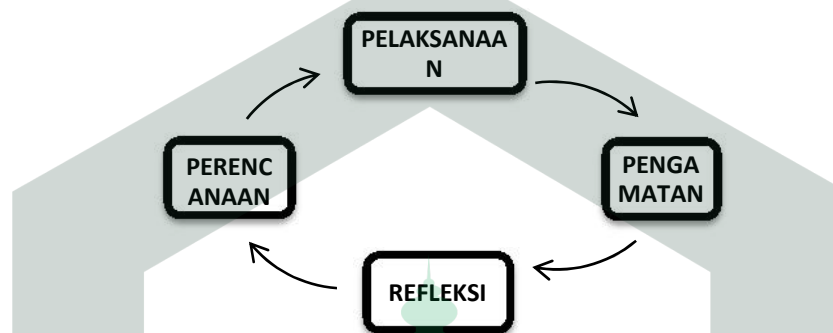 PELAKSANAA
N
PERENC
ANAAN
PENGA
MATAN
REFLEKSI